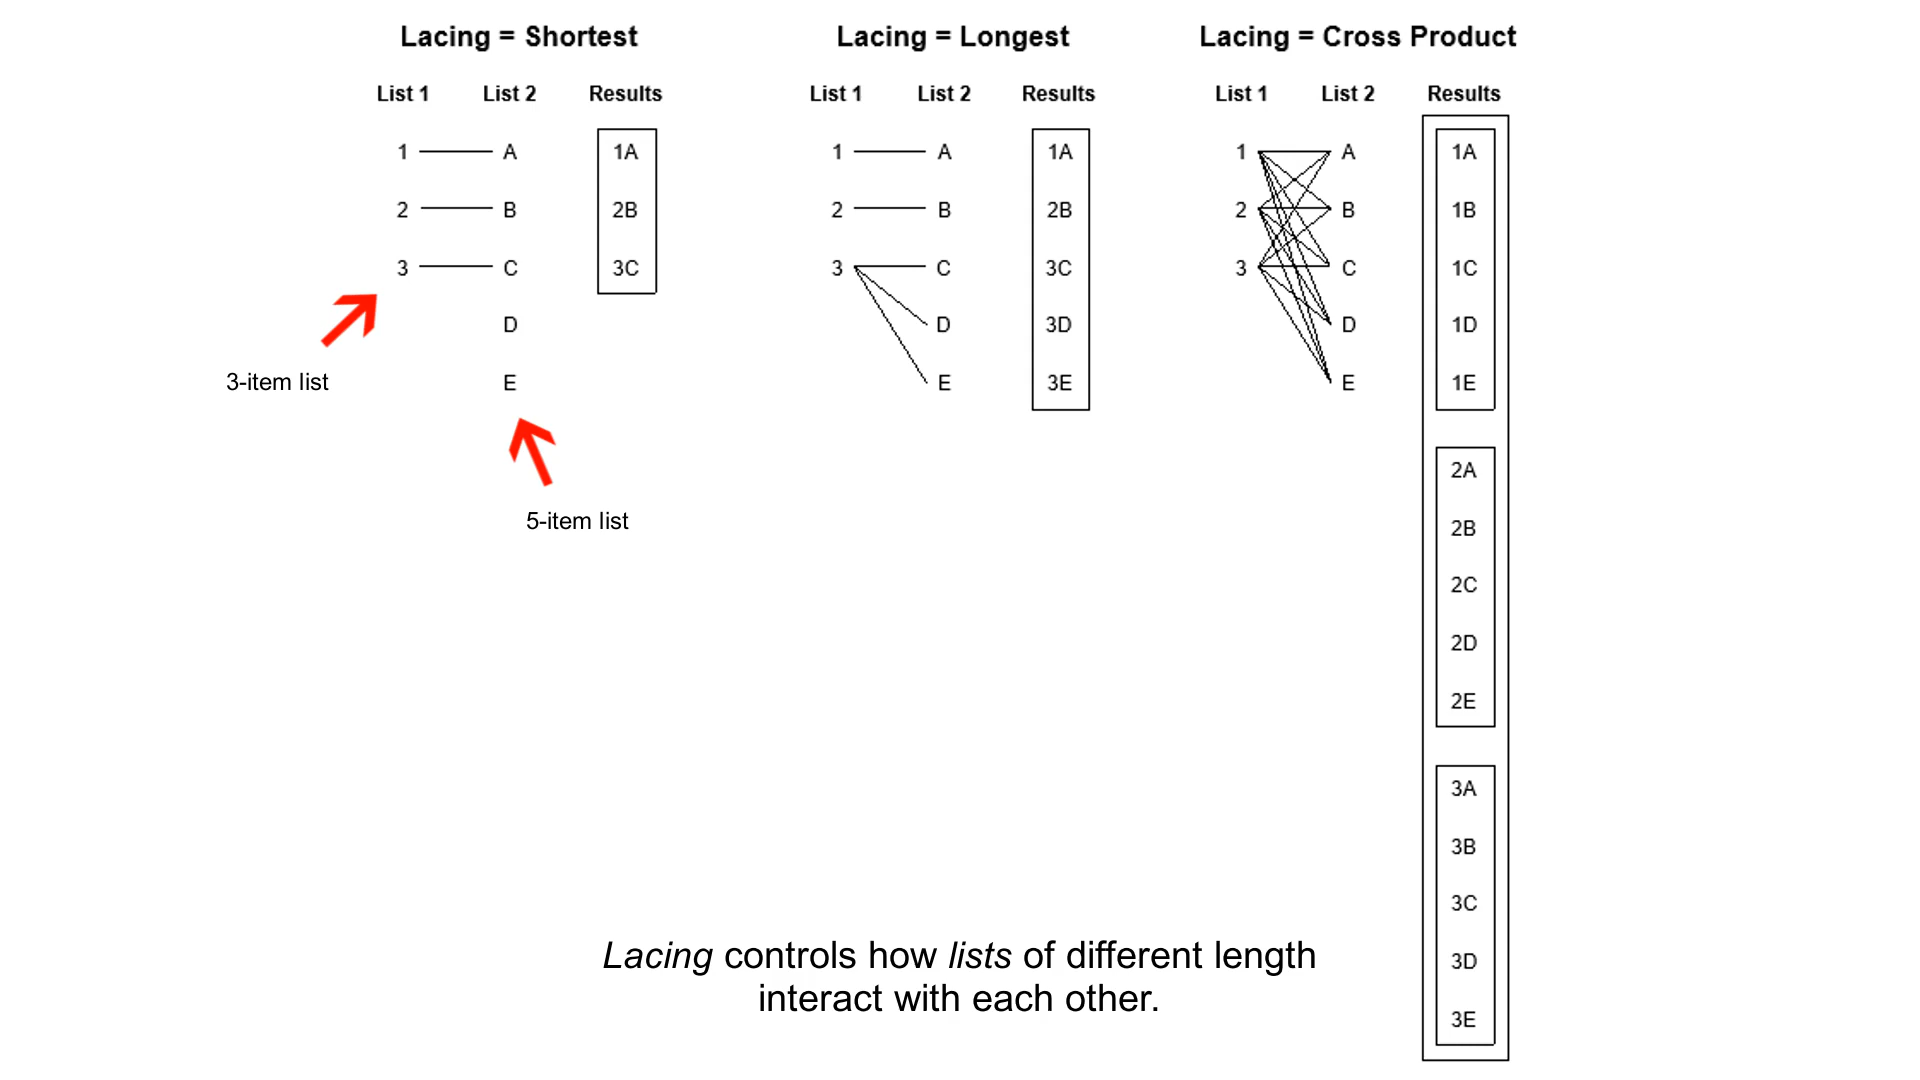 Lacing = Shortest
List 1 List 2 Results
1 A 1A
2 B 2B
3 C 3C
D
E
3-item list
5-item list
Lacing = Longest
List 1 List 2 Results
1 A 1A
2 B 2B
3 C 3C
D 3D
E 3E
Lacing = Cross Product
List 1 List 2 Results
1 A 1A
2 B 1B
3 C 1C
D 1D
E 1E
2A
2B
2C
2D
2E
3A
3B
3C
3D
3E
Lacing controls how lists of different length
interact with each other.